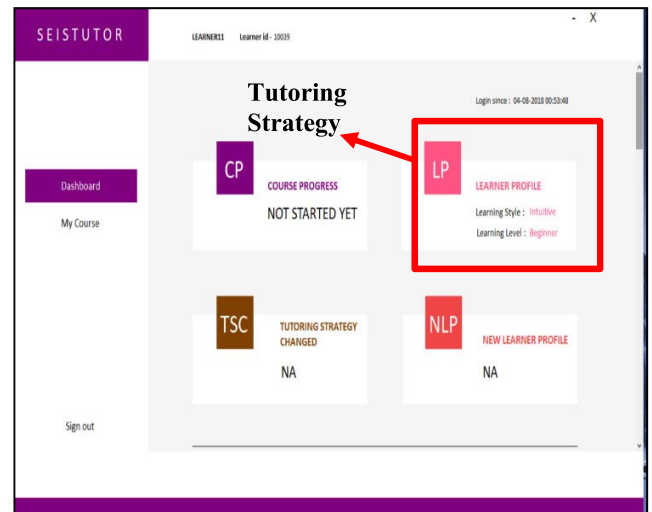 - X
SEISTUTOR
LEARNER11 Learner id - 10039
Tutoring
Strategy
Login since : 04-08-2018 00:53:48
CP
COURSE PROGRESS
NOT STARTED YET
LP
LEARNER PROFILE
Learning Style : Intuitive
Learning Level : Beginner
Dashboard
My Course
TSC
TUTORING STRATEGY
CHANGED
NA
NLP
NEW LEARNER PROFILE
NA
Sign out